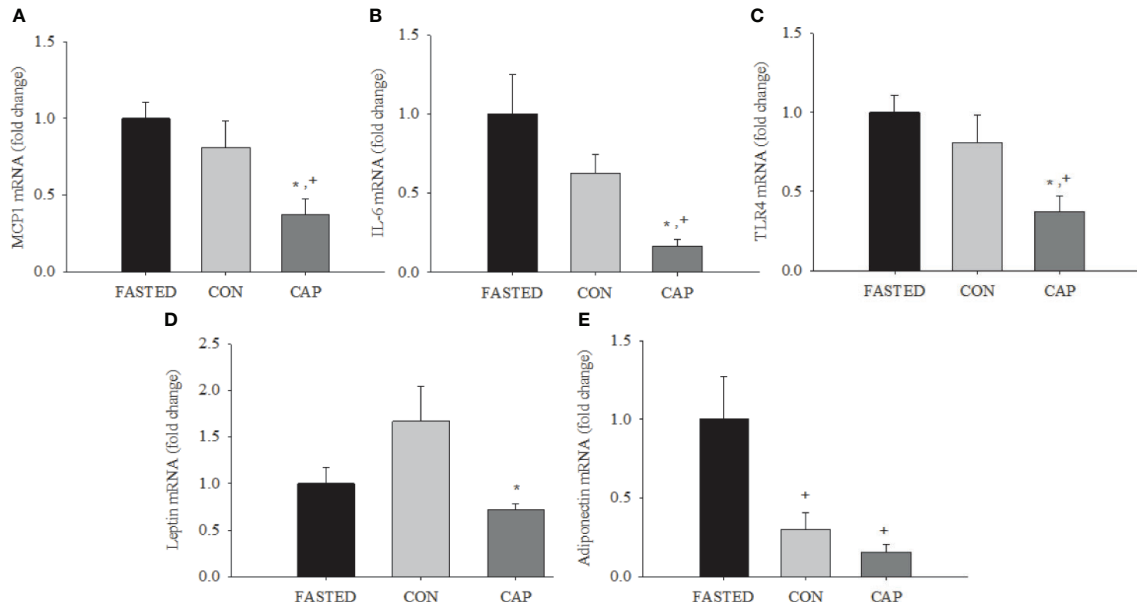 A
MCP1 mRNA (fold change)
1.5
1.0
0.5
0.0
*,+
FASTED CON CAP
B
IL-6 mRNA (fold change)
1.5
1.0
0.5
0.0
*,+
FASTED CON CAP
C
TLR4 mRNA (fold change)
1.5
1.0
0.5
0.0
*,+
FASTED CON CAP
D
Leptin mRNA (fold change)
2.5
2.0
1.5
1.0
0.5
0.0
*
FASTED CON CAP
E
Adiponectin mRNA (fold change)
1.5
1.0
0.5
0.0
+
+
FASTED CON CAP